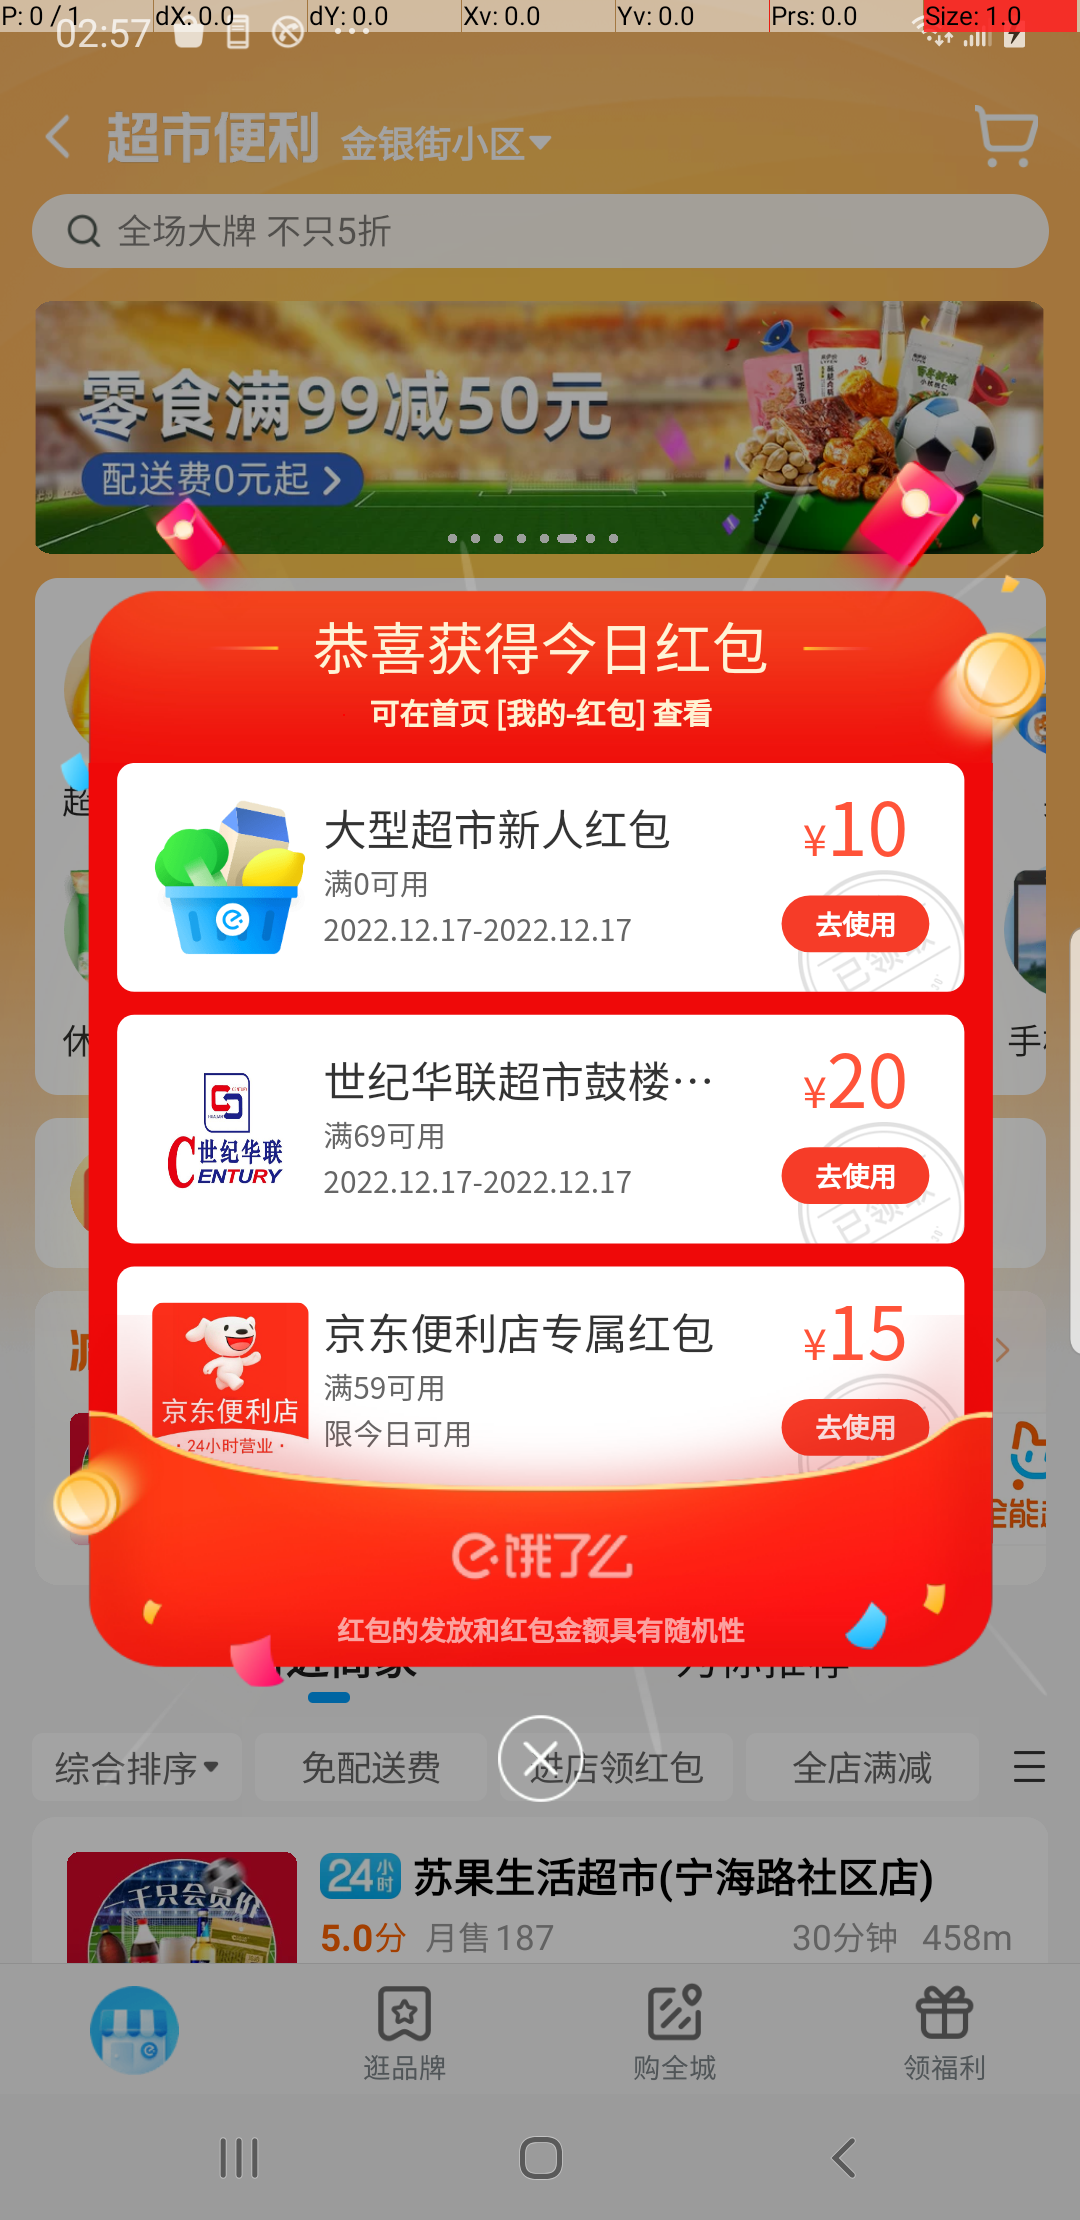 P: 0 / 1
dX: 0.0
dY: 0.0
Xv: 0.0
Yv: 0.0
Prs: 0.0
Size: 1.0
02:57
超市便利
金银街小区
全场大牌 不只5折
零食满99减50元
配送费0元起
恭喜获得今日红包
可在首页 [我的-红包] 查看
大型超市新人红包
¥10
满0可用
2022.12.17-2022.12.17
去使用
世纪华联
CENTURY
世纪华联超市鼓楼…
¥20
满69可用
2022.12.17-2022.12.17
去使用
京东便利店
·24小时营业·
京东便利店专属红包
¥15
满59可用
限今日可用
去使用
饿了么
红包的发放和红包金额具有随机性
综合排序
免配送费
进店领红包
全店满减
一千只会员价
24小时
苏果生活超市(宁海路社区店)
5.0分
月售187
30分钟
458m
逛品牌
购全城
领福利